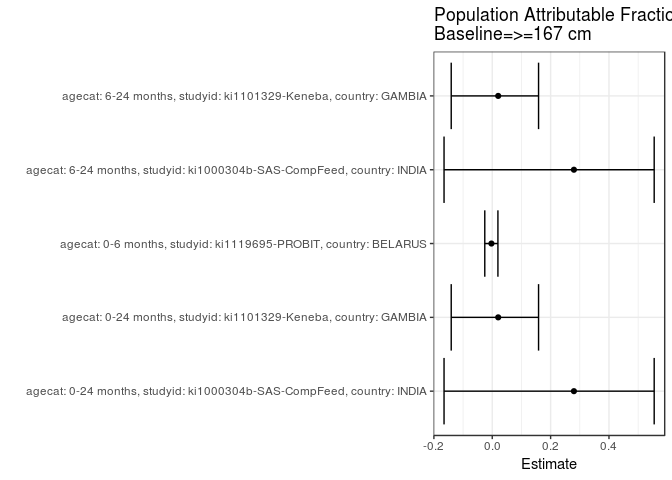 Population Attributable Fractio
Baseline=>=167 cm
agecat: 6-24 months, studyid: ki1101329-Keneba, country: GAMBIA
agecat: 6-24 months, studyid: ki1000304b-SAS-CompFeed, country: INDIA
agecat: 0-6 months, studyid: ki1119695-PROBIT, country: BELARUS
agecat: 0-24 months, studyid: ki1101329-Keneba, country: GAMBIA
agecat: 0-24 months, studyid: ki1000304b-SAS-CompFeed, country: INDIA
-0.2 0.0 0.2 0.4
Estimate